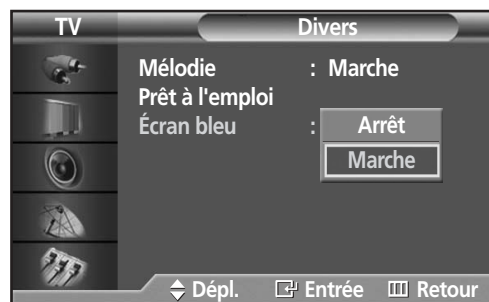 TV Divers
Mélodie : Marche
Prêt à l'emploi
Écran bleu : Arrêt
Marche
Dépl. Entrée Retour